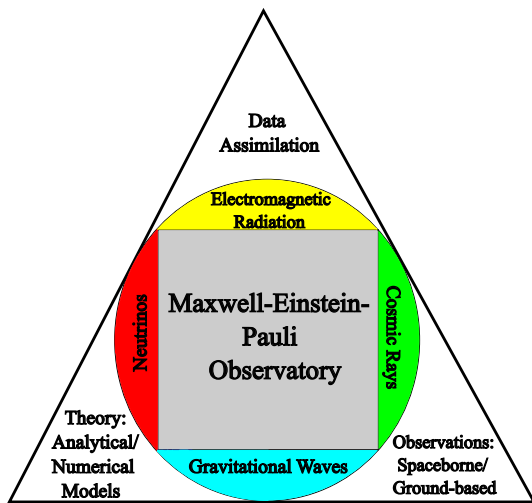 Data
Assimilation
Electromagnetic
Radiation
Neutrinos
Maxwell-Einstein-
Pauli
Observatory
Cosmic Rays
Gravitational Waves
Theory:
Analytical/
Numerical
Models
Observations:
Spaceborne/
Ground-based